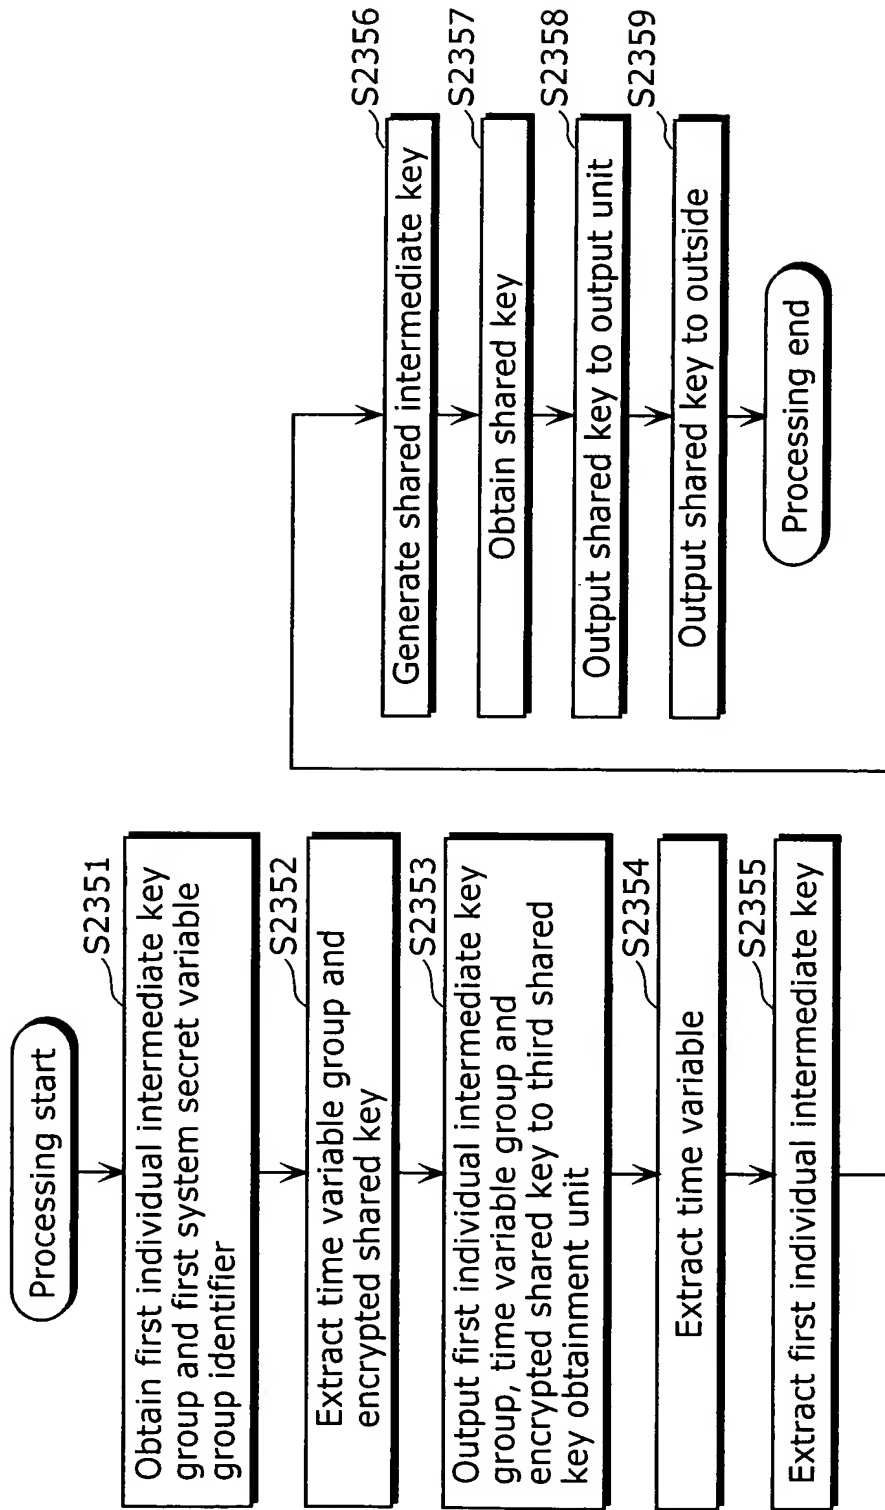 Processing start
S2351
Obtain first individual intermediate key
group and first system secret variable
group identifier
S2352
Extract time variable group and
encrypted shared key
S2353
Output first individual intermediate key
group, time variable group and
encrypted shared key to third shared
key obtainment unit
S2354
Extract time variable
S2355
Extract first individual intermediate key
S2356
Generate shared intermediate key
S2357
Obtain shared key
S2358
Output shared key to output unit
S2359
Output shared key to outside
Processing end